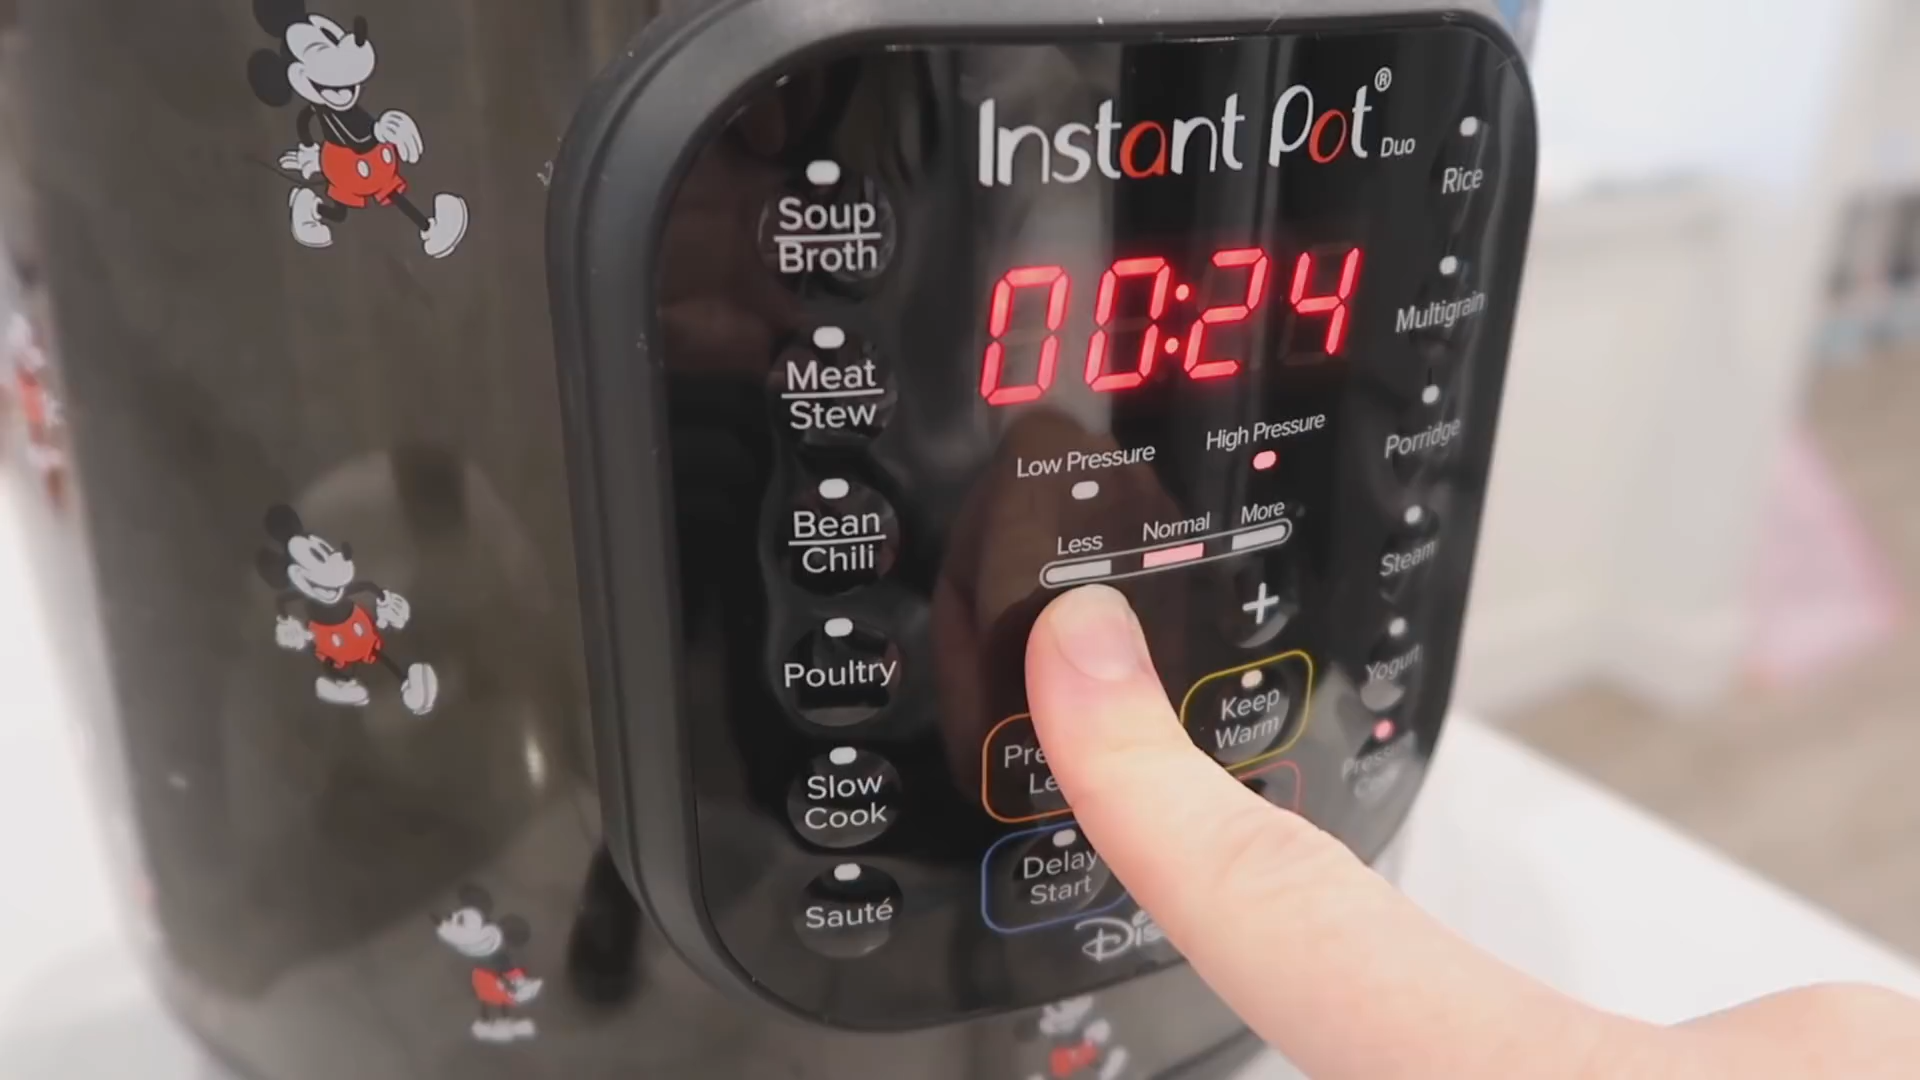 Instant Pot® Duo
00:24
Soup
Broth
Meat
Stew
Bean
Chili
Poultry
Slow
Cook
Sauté
Low Pressure
High Pressure
Less Normal More
+
Keep
Warm
Delay
Start
Rice
Multigrain
Porridge
Steam
Yogurt